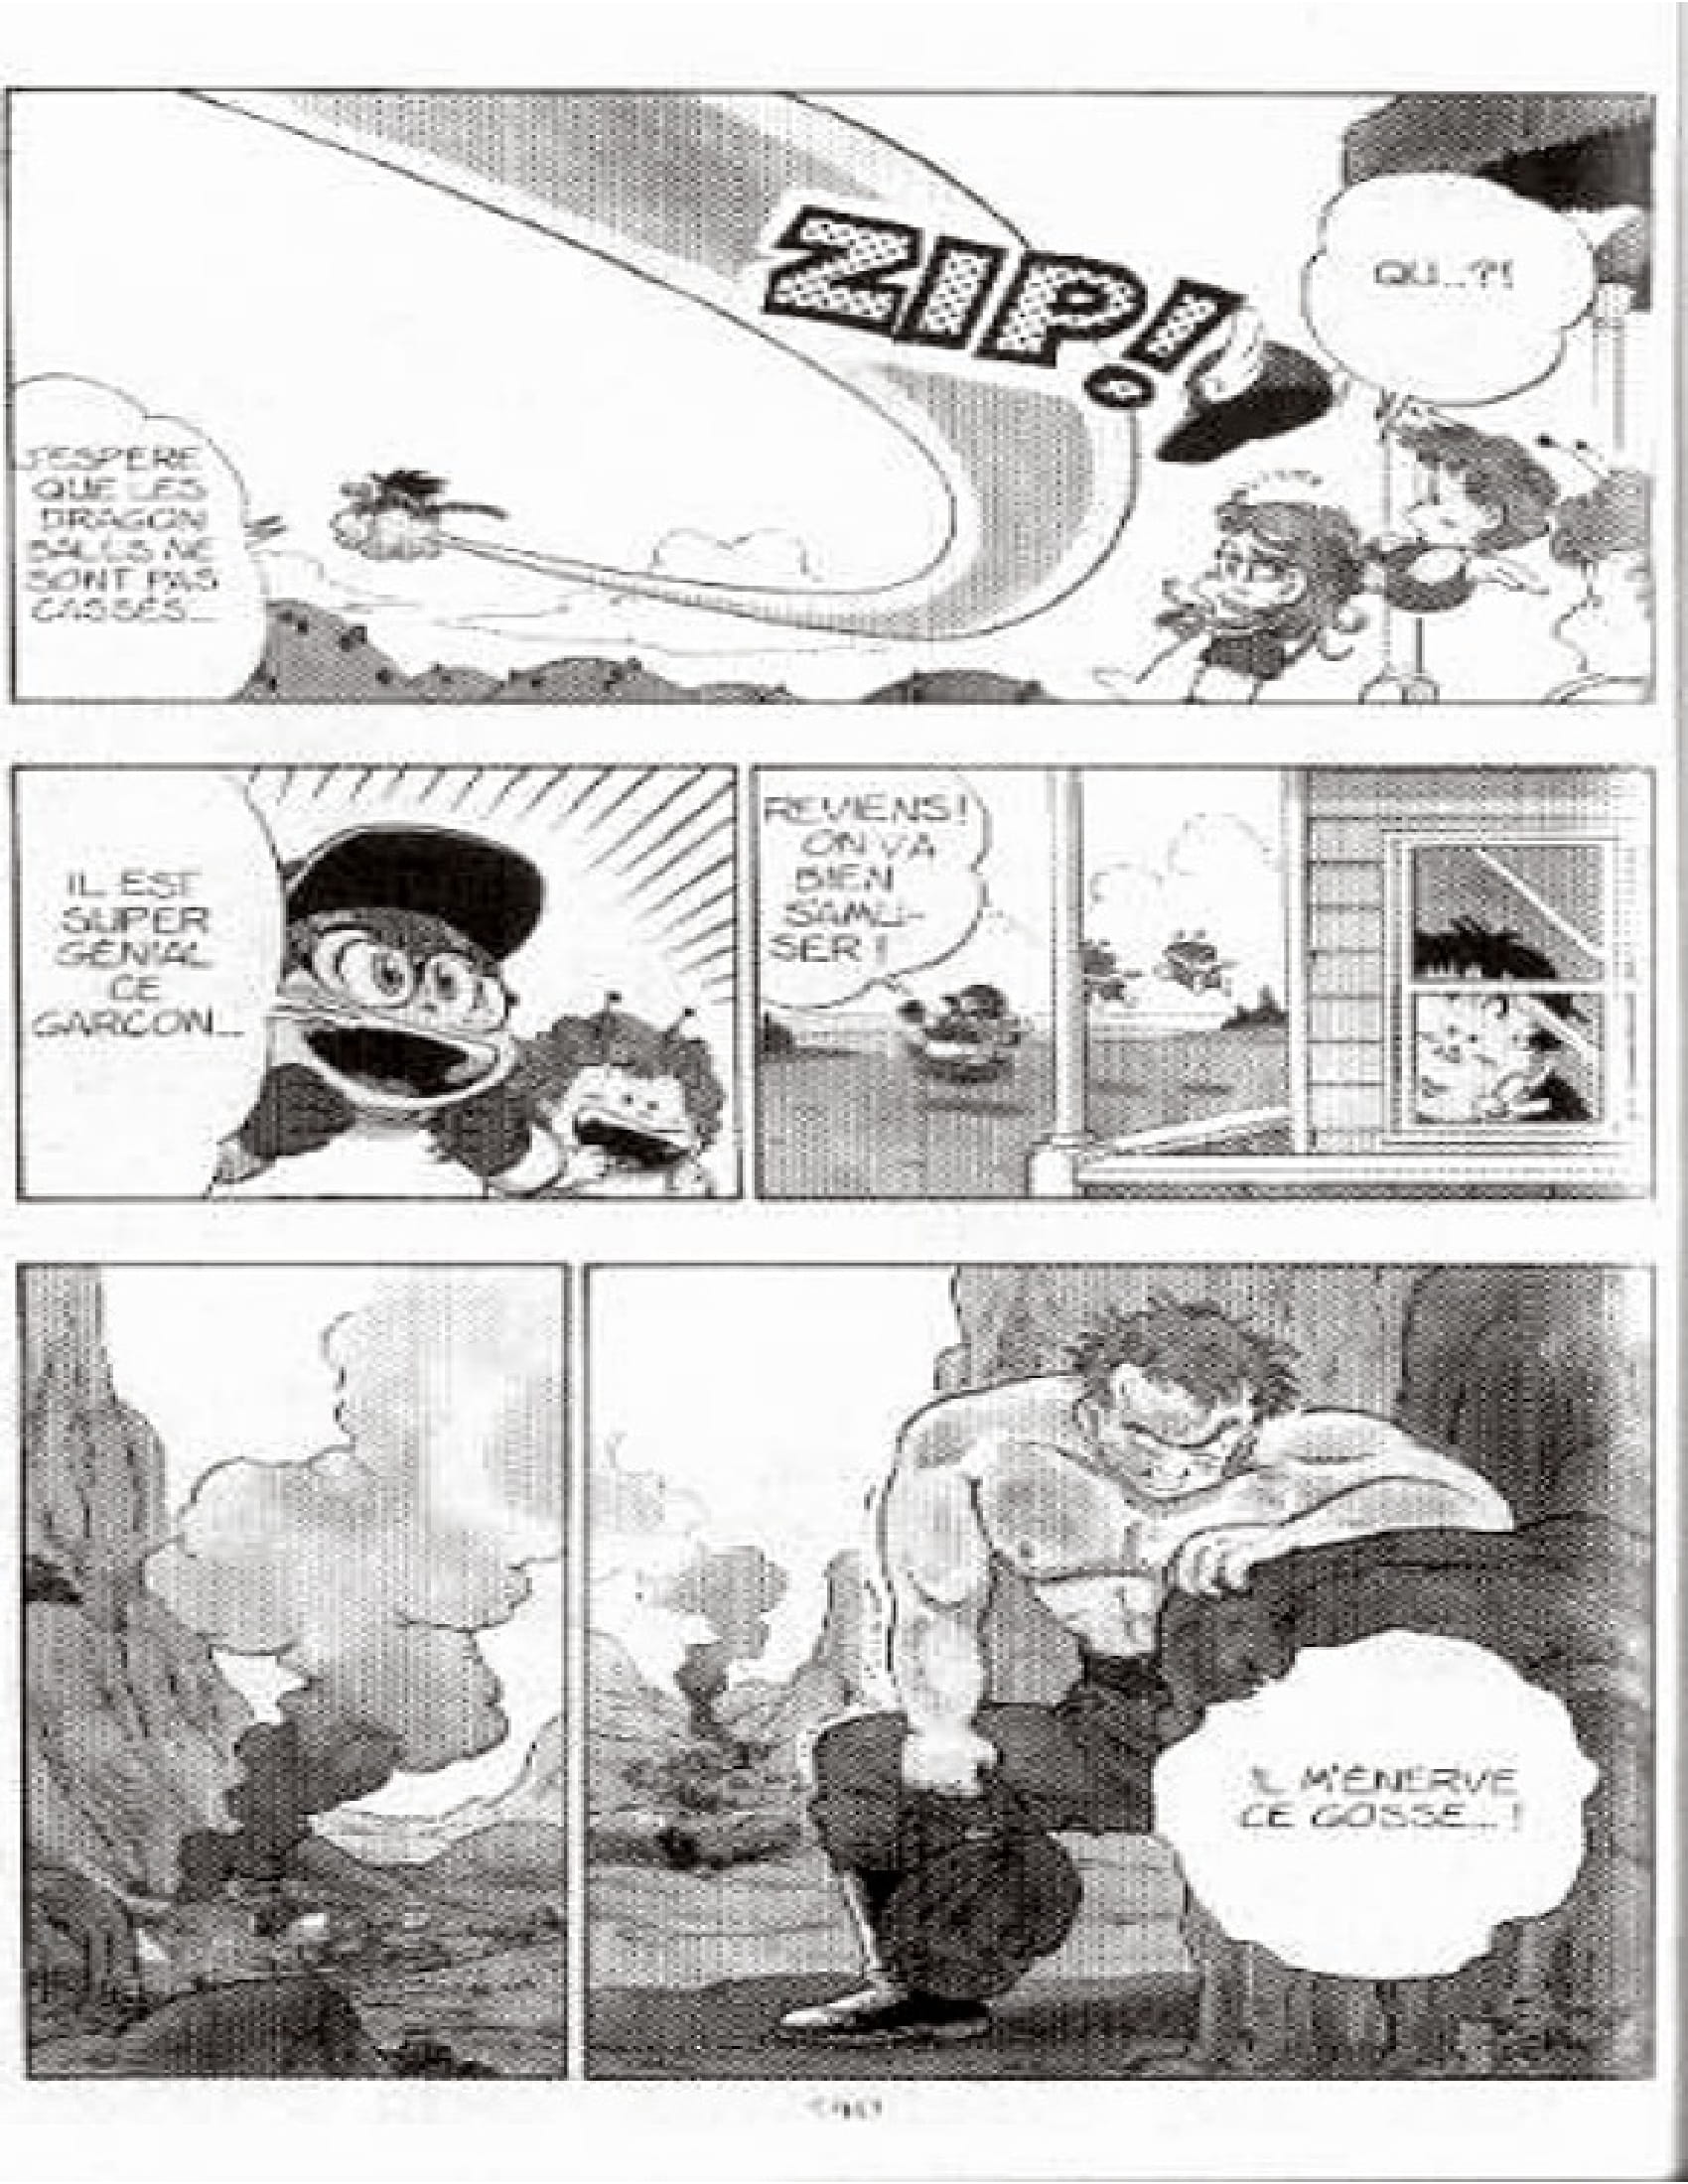 ZIP!
QU...?!
J'ESPÈRE
QUE LES
DRAGON
BALLS NE
SONT PAS
CASSÉS...
IL EST
SUPER
GÉNIAL
CE
GARÇON...
REVIENS!
ON VA
BIEN
S'AMU-
SER!
IL M'ÉNERVE
CE GOSSE...!